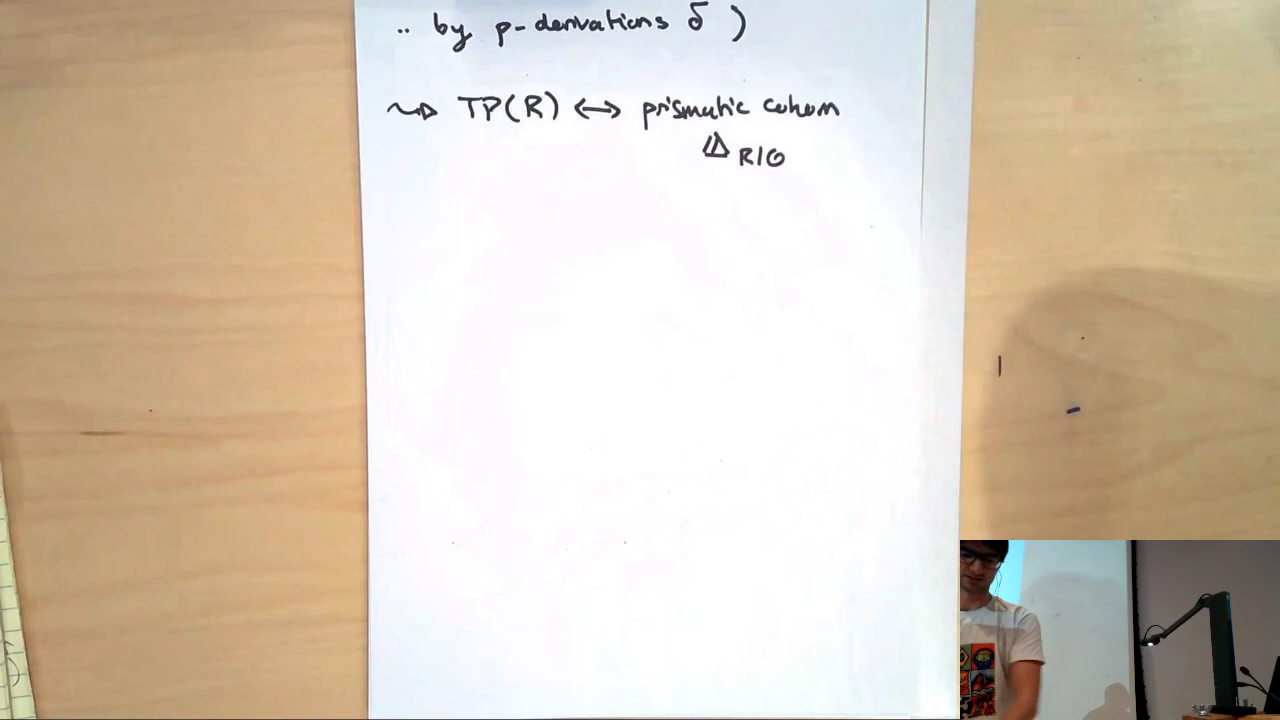 .. by p-derivations δ )
⇝ TP(R) ↔ prismatic cohom
𝚫 R/O